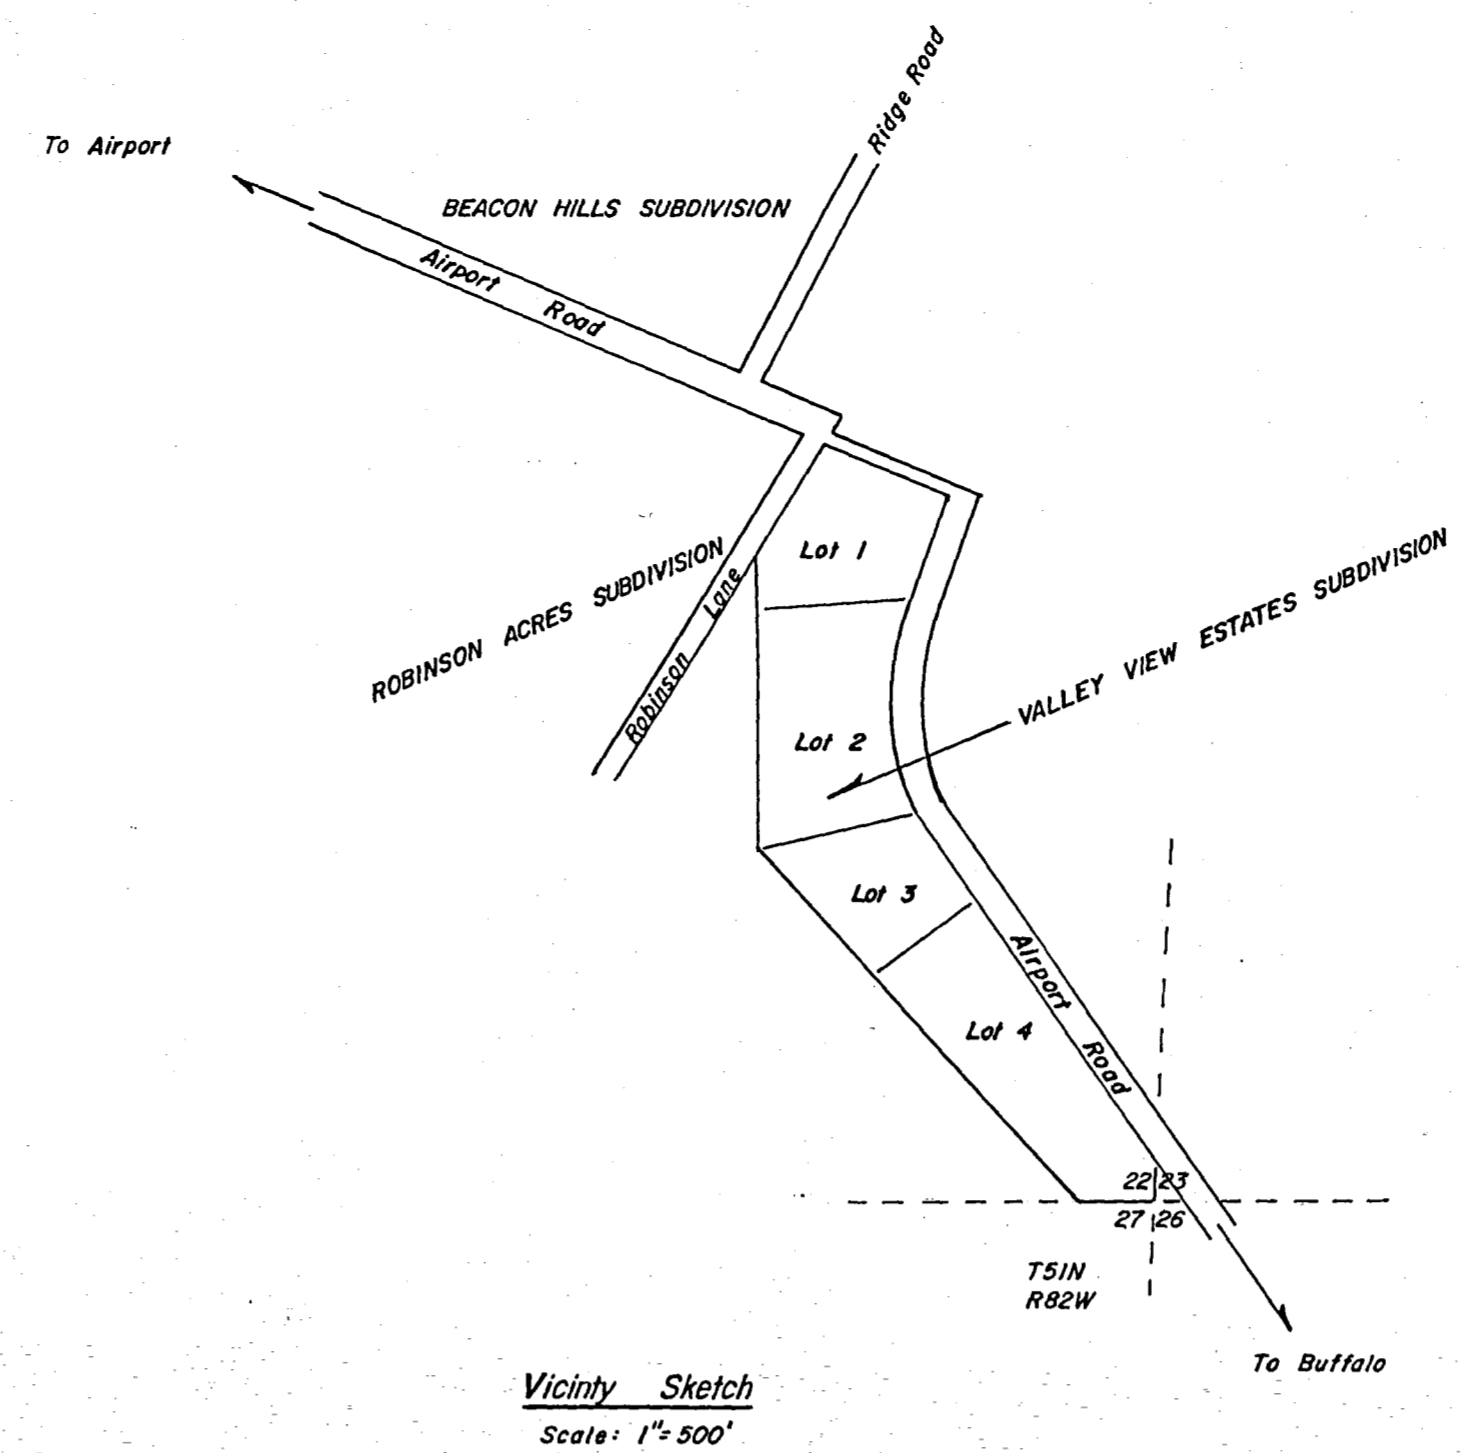 Ridge Road
To Airport
BEACON HILLS SUBDIVISION
Airport Road
Lot 1
ROBINSON ACRES SUBDIVISION
Robinson Lane
VALLEY VIEW ESTATES SUBDIVISION
Lot 2
Lot 3
Airport Road
Lot 4
22 23
27 26
T51N
R82W
To Buffalo
Vicinty Sketch
Scale: 1"=500'